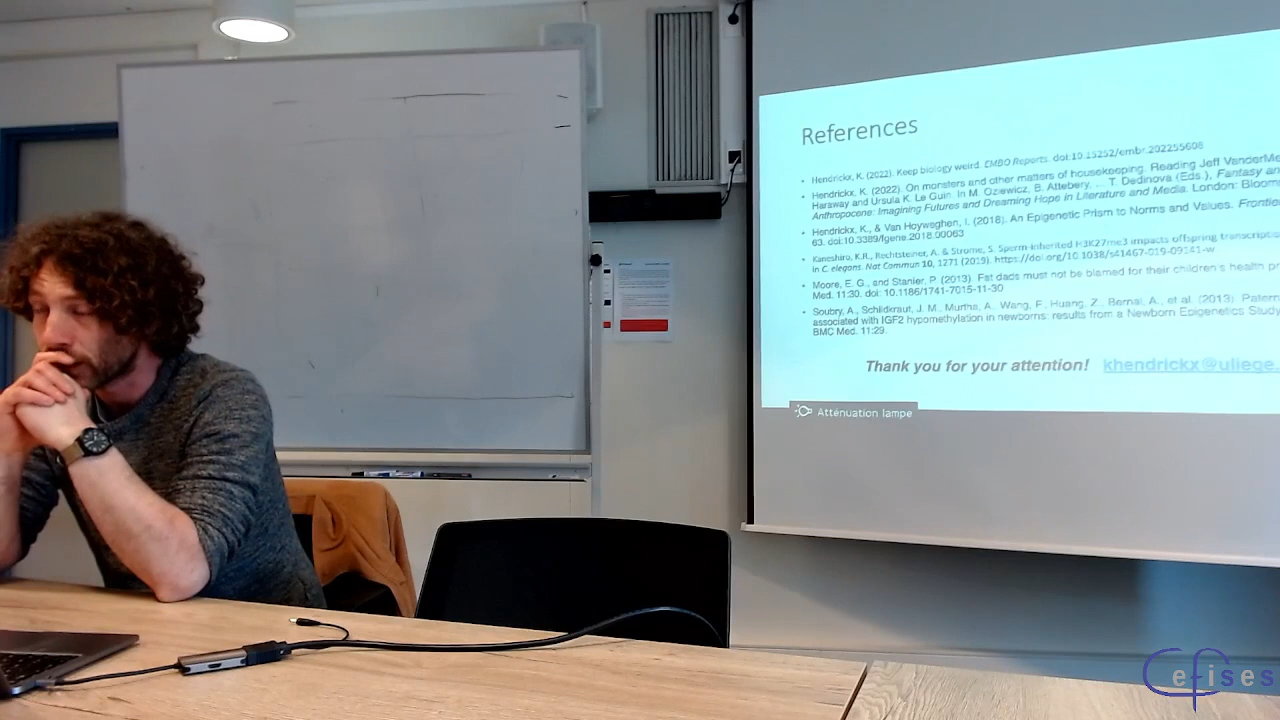 References
Hendrickx, K. (2022). Keep biology weird. EMBO Reports. doi:10.15252/embr.202255608
Hendrickx, K. (2022). On monsters and other matters of housekeeping. Reading Jeff VanderMe
Haraway and Ursula K. Le Guin. In M. Oziewicz, B. Attebery, ... T. Dedinova (Eds.), Fantasy an
Anthropocene: Imagining Futures and Dreaming Hope in Literature and Media. London: Bloom
Hendrickx, K., & Van Hoyweghen, I. (2018). An Epigenetic Prism to Norms and Values. Frontie
63. doi:10.3389/fgene.2018.00063
Kaneshiro, K.R., Rechtsteiner, A. & Strome, S. Sperm-inherited H3K27me3 impacts offspring transcriptio
in C. elegans. Nat Commun 10, 1271 (2019). https://doi.org/10.1038/s41467-019-09141-w
Moore, E. G., and Stanier, P. (2013). Fat dads must not be blamed for their children's health pr
Med. 11:30. doi: 10.1186/1741-7015-11-30
Soubry, A., Schildkraut, J. M., Murtha, A., Wang, F., Huang, Z., Bernal, A., et al. (2013). Patern
associated with IGF2 hypomethylation in newborns: results from a Newborn Epigenetics Study
BMC Med. 11:29.
Thank you for your attention! khendrickx@uliege.
Atténuation lampe
Cefises